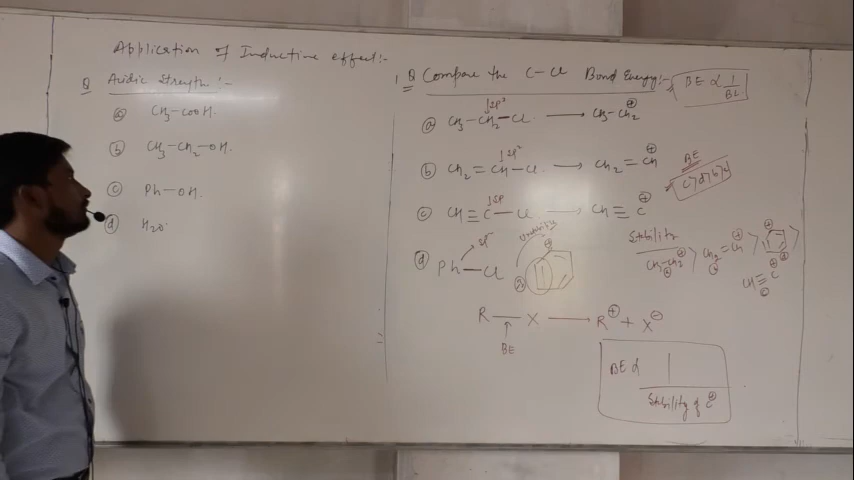 Application of Inductive effect:-
Q Acidic Strength:-
(a) CH3-COOH.
(b) CH3-CH2-OH.
(c) Ph-OH.
(d) H2O.
1. Q Compare the C-Cl Bond Energy:-
BE ∝ 1/BL
(a) CH3-CH2-Cl → CH3-CH2⊕
↓SP3
(b) CH2=CH-Cl → CH2=CH⊕
↓SP2
(c) CH≡C-Cl → CH≡C⊕
↓SP
BE
c>d>b>a
(d) Ph-Cl
SP2
Stability
CH3-CH2⊕ > CH2=CH⊕ > ⊕ >
(a) (b) (d)
CH≡C⊕
(c)
R-X → R⊕ + X⊖
↑
BE
BE ∝ 1/Stability of C⊕